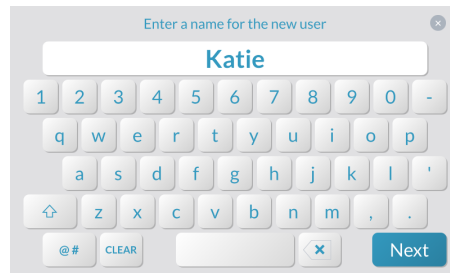 Enter a name for the new user
Katie
1 2 3 4 5 6 7 8 9 0 -
q w e r t y u i o p
a s d f g h j k l '
z x c v b n m , .
@# CLEAR Next